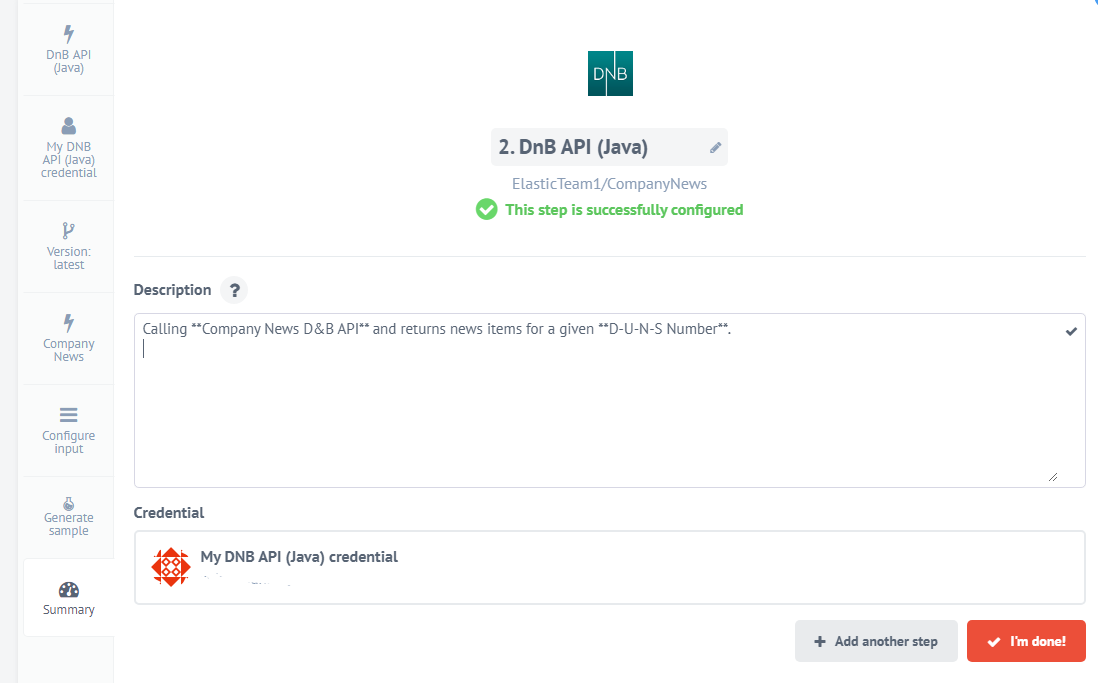 DnB API
(Java)
My DNB
API (Java)
credential
Version:
latest
Company
News
Configure
input
Generate
sample
Summary
DNB
2. DnB API (Java)
ElasticTeam1/CompanyNews
This step is successfully configured
Description ?
Calling **Company News D&B API** and returns news items for a given **D-U-N-S Number**.
Credential
My DNB API (Java) credential
Add another step
I'm done!